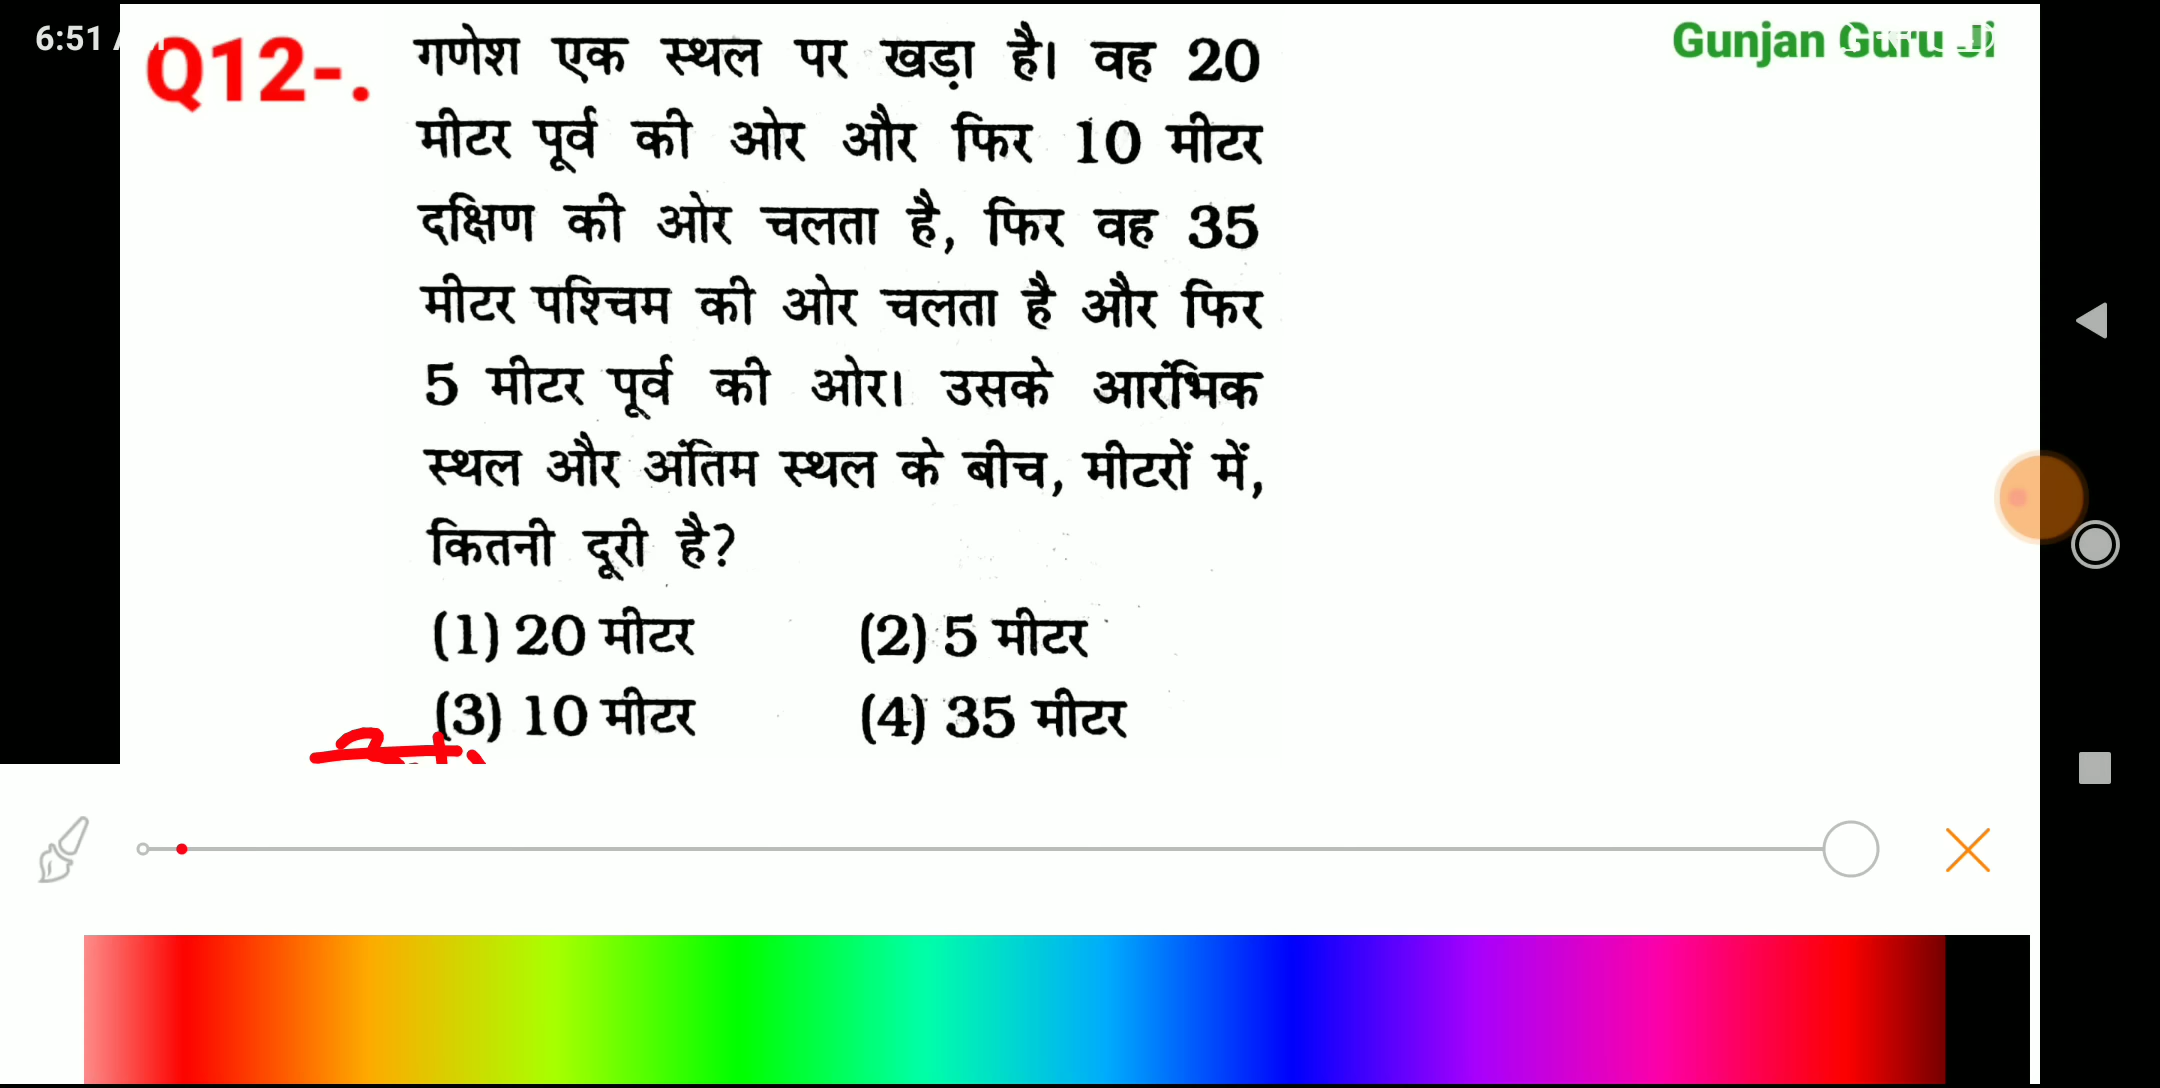 6:51
Q12-.
Gunjan Guru Ji
गणेश एक स्थल पर खड़ा है। वह 20
मीटर पूर्व की ओर और फिर 10 मीटर
दक्षिण की ओर चलता है, फिर वह 35
मीटर पश्चिम की ओर चलता है और फिर
5 मीटर पूर्व की ओर। उसके आरंभिक
स्थल और अंतिम स्थल के बीच, मीटरों में,
कितनी दूरी है?
(1) 20 मीटर (2) 5 मीटर
(3) 10 मीटर (4) 35 मीटर